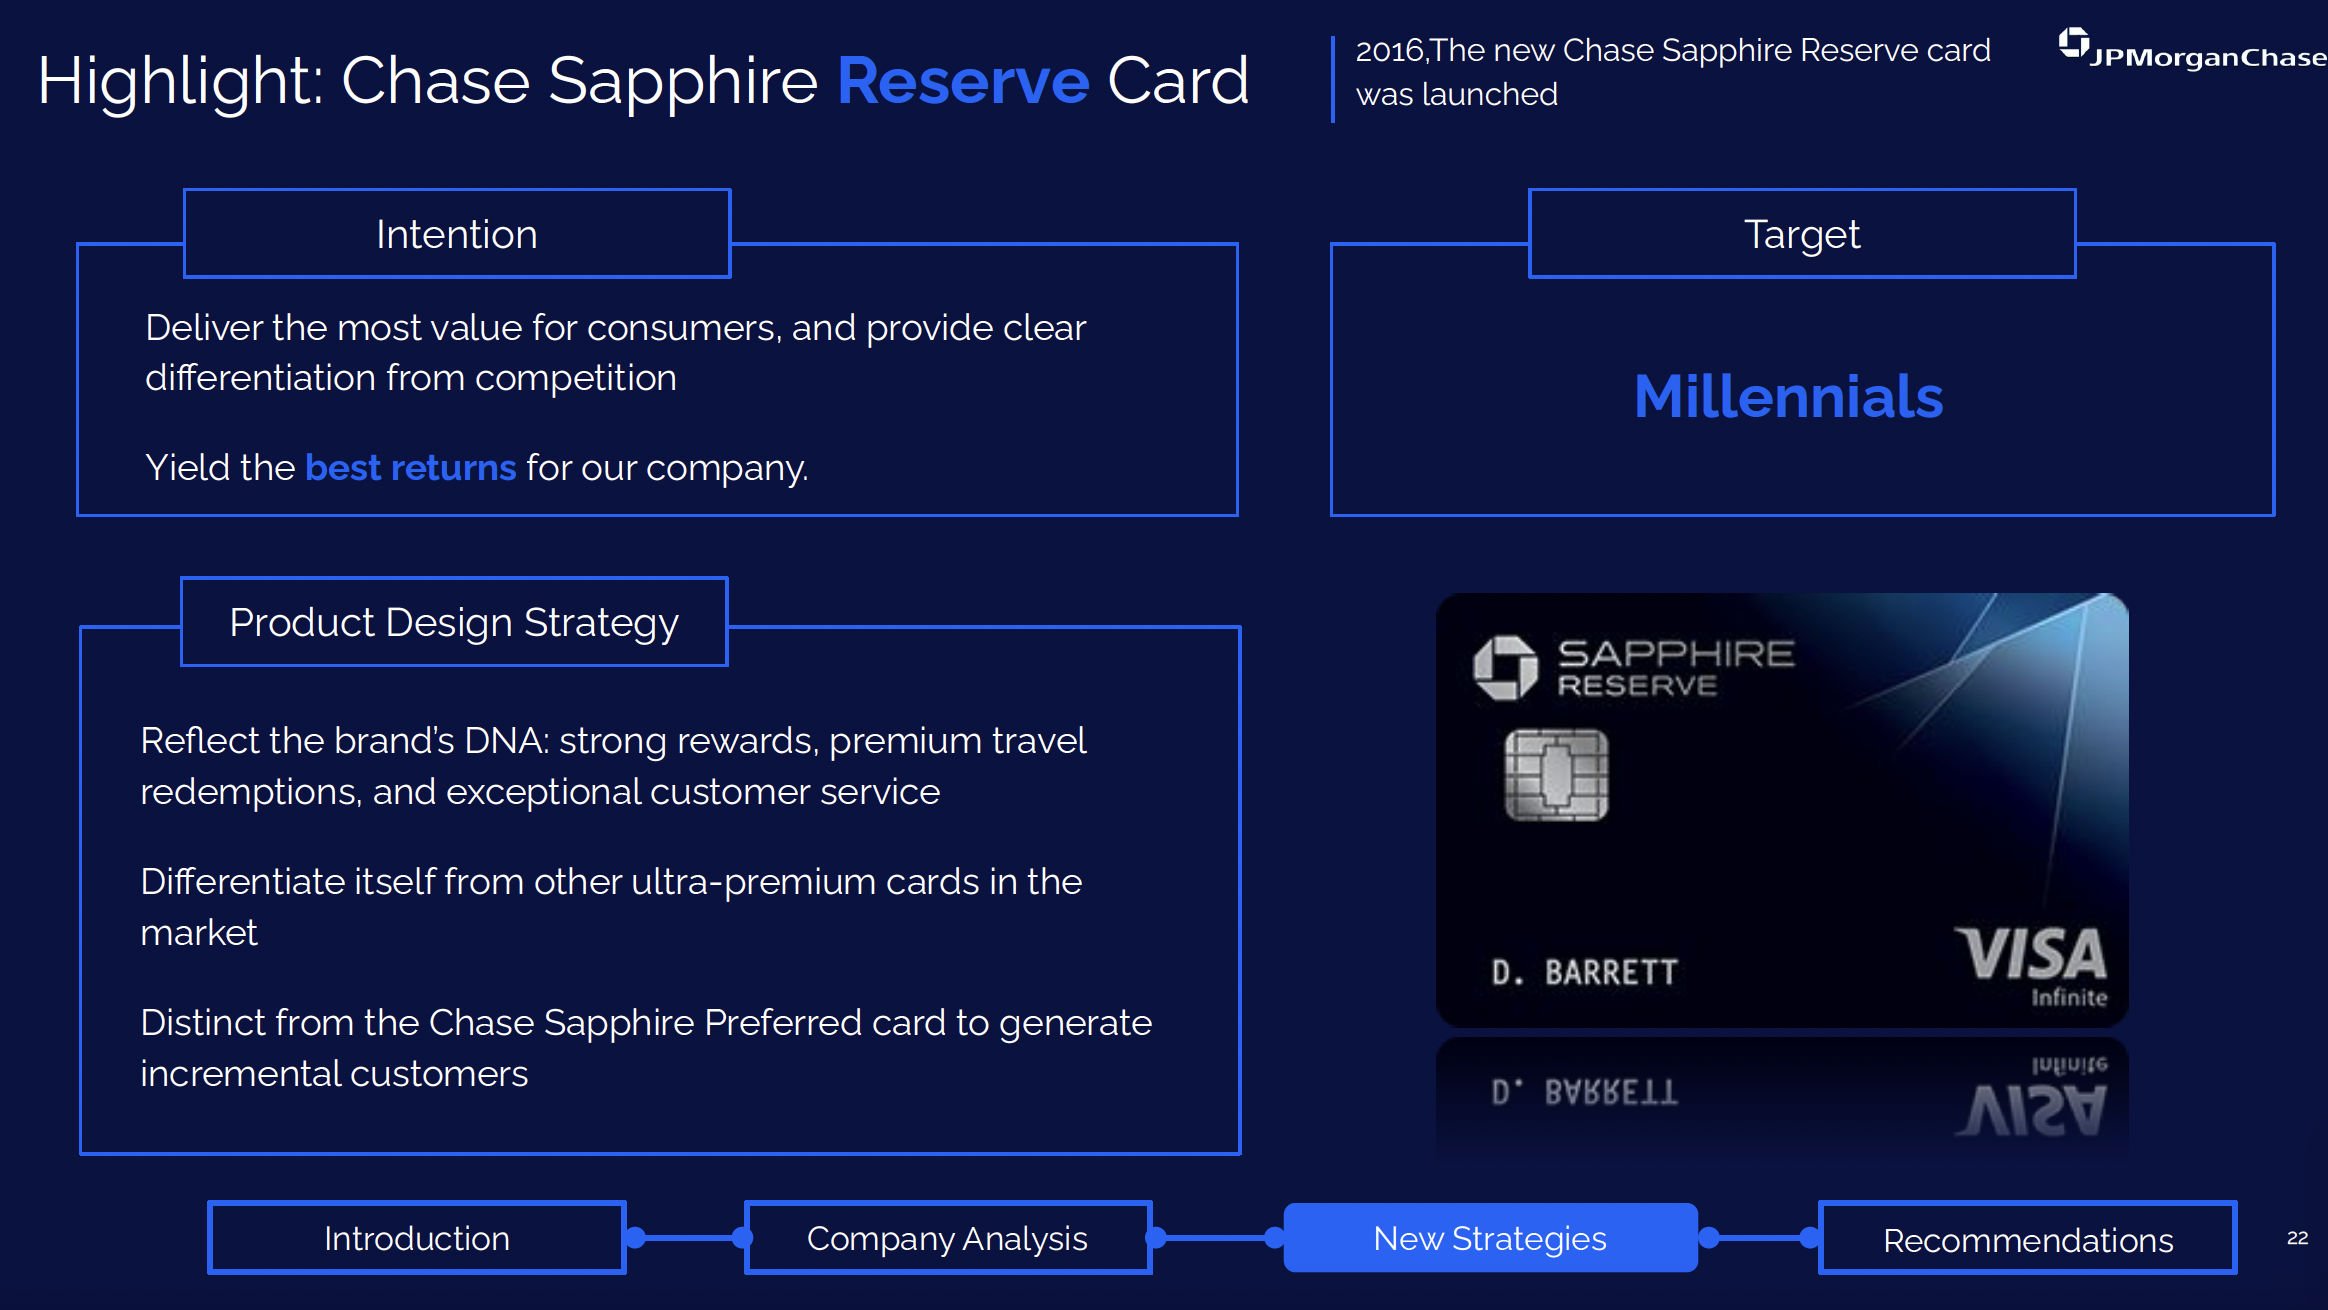 Highlight: Chase Sapphire Reserve Card
2016,The new Chase Sapphire Reserve card
was launched
JPMorganChase
Intention
Deliver the most value for consumers, and provide clear
differentiation from competition
Yield the best returns for our company.
Target
Millennials
Product Design Strategy
Reflect the brand’s DNA: strong rewards, premium travel
redemptions, and exceptional customer service
Differentiate itself from other ultra-premium cards in the
market
Distinct from the Chase Sapphire Preferred card to generate
incremental customers
SAPPHIRE
RESERVE
D. BARRETT
VISA
Infinite
Infinite
D. BARRETT
VISA
Introduction
Company Analysis
New Strategies
Recommendations
22